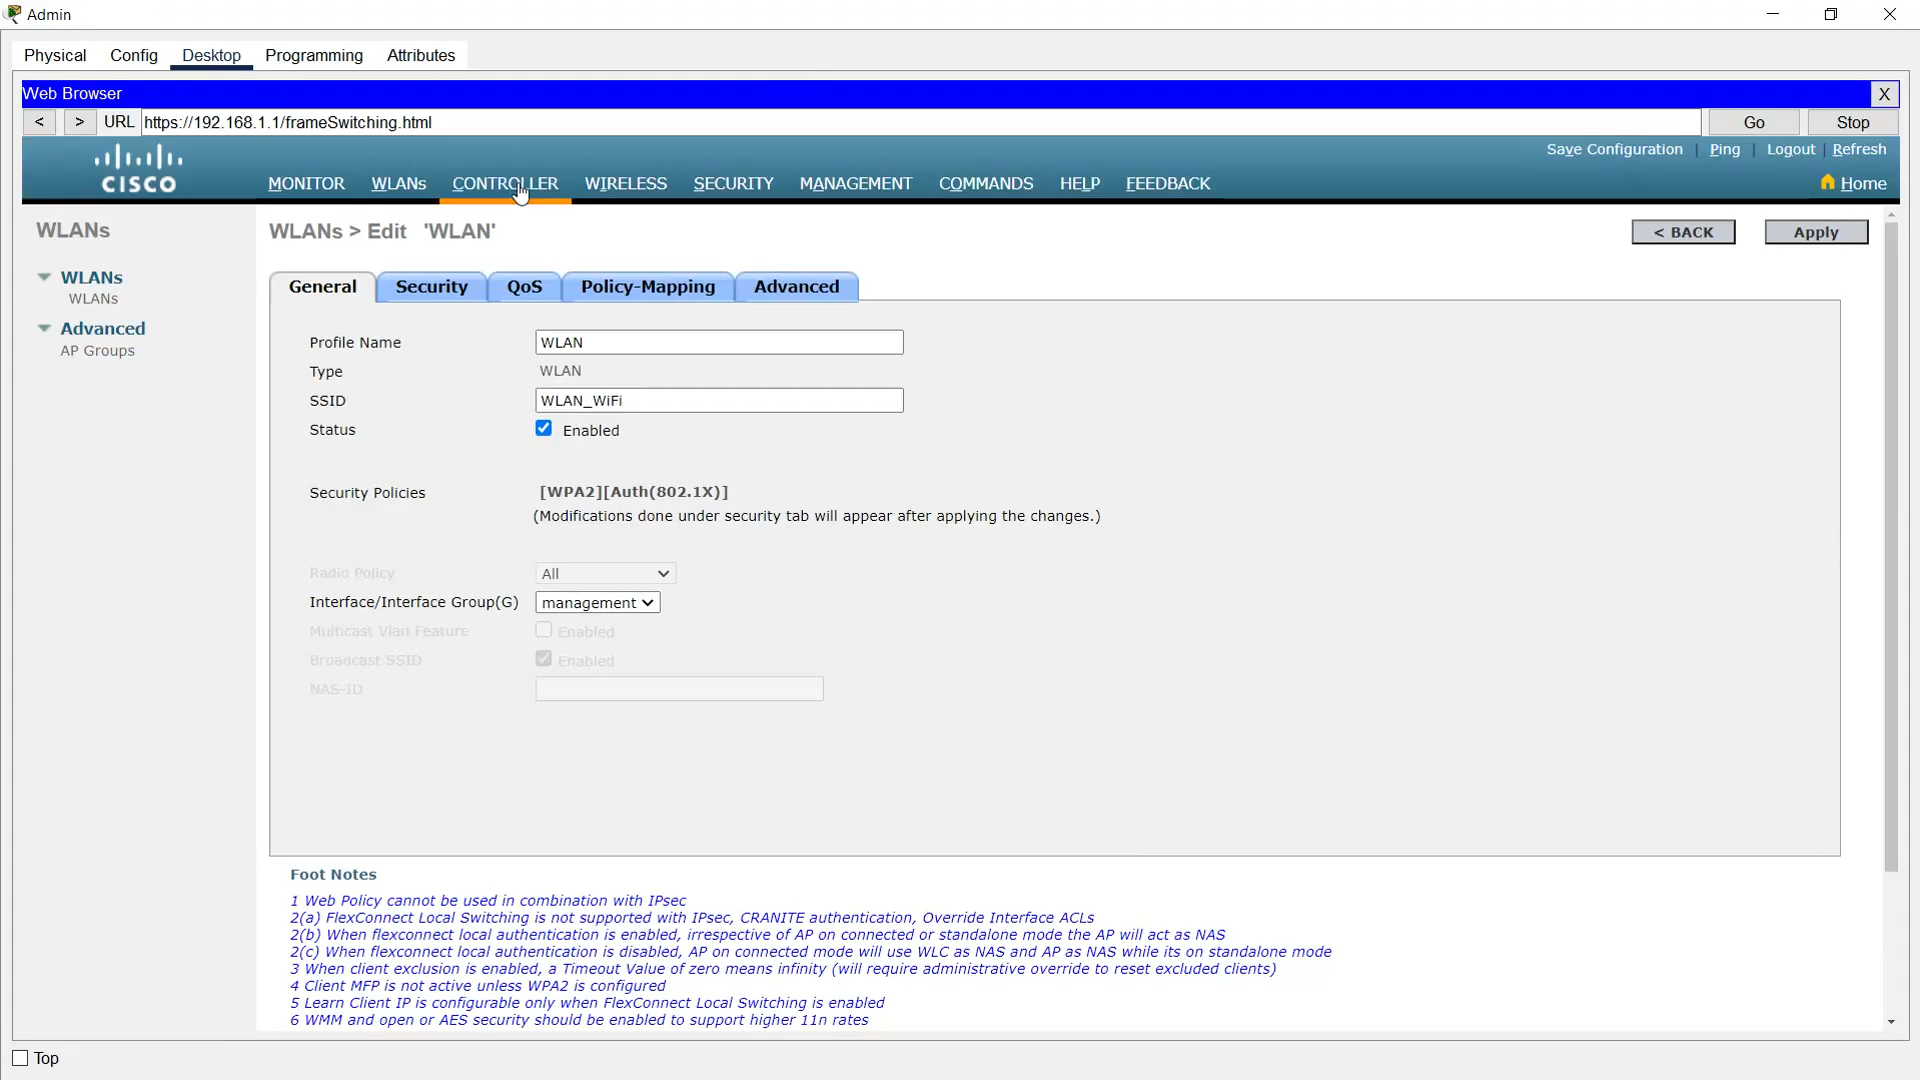 Admin
Physical Config Desktop Programming Attributes
Web Browser X
< > URL https://192.168.1.1/frameSwitching.html Go Stop
Save Configuration Ping Logout Refresh
CISCO
MONITOR WLANs CONTROLLER WIRELESS SECURITY MANAGEMENT COMMANDS HELP FEEDBACK Home
WLANs
WLANs
WLANs
Advanced
AP Groups
WLANs > Edit 'WLAN' < BACK Apply
General Security QoS Policy-Mapping Advanced
Profile Name WLAN
Type WLAN
SSID WLAN_WiFi
Status Enabled
Security Policies [WPA2][Auth(802.1X)]
(Modifications done under security tab will appear after applying the changes.)
Radio Policy All
Interface/Interface Group(G) management
Multicast Vlan Feature Enabled
Broadcast SSID Enabled
NAS-ID
Foot Notes
1 Web Policy cannot be used in combination with IPsec
2(a) FlexConnect Local Switching is not supported with IPsec, CRANITE authentication, Override Interface ACLs
2(b) When flexconnect local authentication is enabled, irrespective of AP on connected or standalone mode the AP will act as NAS
2(c) When flexconnect local authentication is disabled, AP on connected mode will use WLC as NAS and AP as NAS while its on standalone mode
3 When client exclusion is enabled, a Timeout Value of zero means infinity (will require administrative override to reset excluded clients)
4 Client MFP is not active unless WPA2 is configured
5 Learn Client IP is configurable only when FlexConnect Local Switching is enabled
6 WMM and open or AES security should be enabled to support higher 11n rates
Top